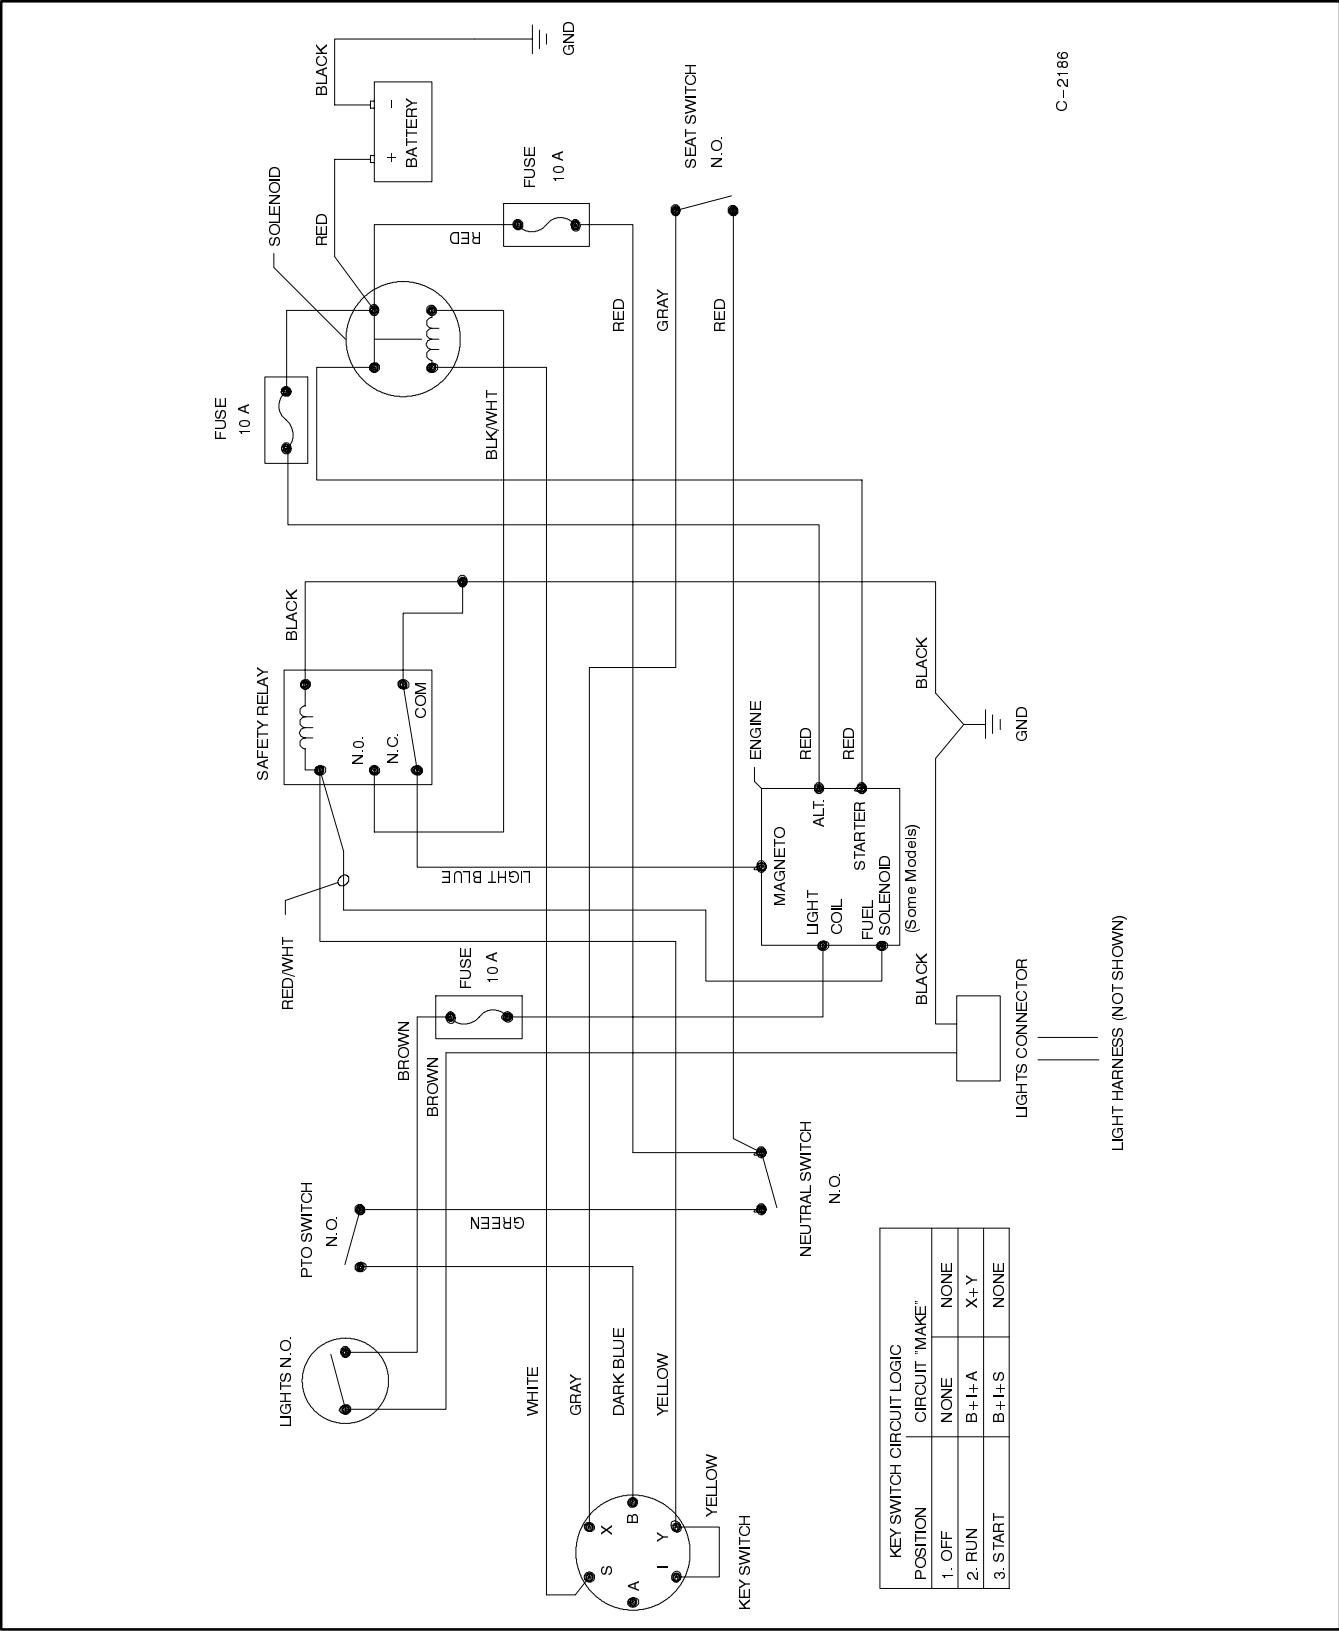 SOLENOID
BLACK
GND
RED
+ −
BATTERY
FUSE
10 A
RED
FUSE
10 A
SEAT SWITCH
N.O.
RED
GRAY
RED
BLK/WHT
SAFETY RELAY
BLACK
N.0.
N.C.
COM
RED/WHT
LIGHT BLUE
ENGINE
RED
RED
MAGNETO
ALT.
STARTER
LIGHT
COIL
FUEL
SOLENOID
(Some Models)
BLACK
GND
BLACK
FUSE
10 A
BROWN
BROWN
LIGHTS CONNECTOR
LIGHT HARNESS (NOT SHOWN)
PTO SWITCH
N.O.
GREEN
NEUTRAL SWITCH
N.O.
LIGHTS N.O.
WHITE
GRAY
DARK BLUE
YELLOW
S X
A B
I Y
YELLOW
KEY SWITCH
KEY SWITCH CIRCUIT LOGIC
POSITION CIRCUIT "MAKE"
1. OFF NONE NONE
2. RUN B+I+A X+Y
3. START B+I+S NONE
C−2186